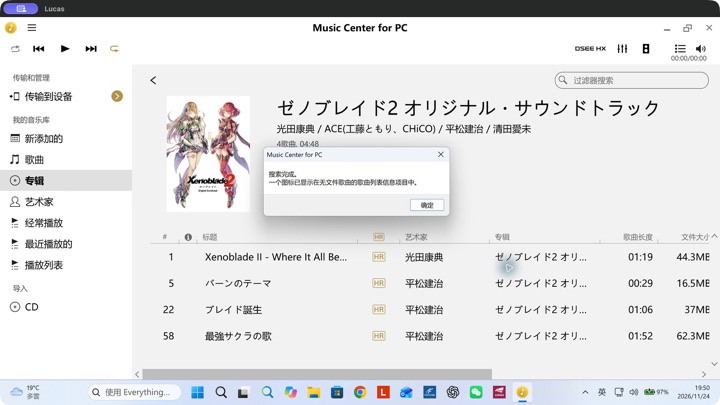 Lucas
Music Center for PC
DSEE HX
00:00/00:00
传输和管理
传输到设备
我的音乐库
新添加的
歌曲
专辑
艺术家
经常播放
最近播放的
播放列表
导入
CD
过滤器搜索
ゼノブレイド2 オリジナル・サウンドトラック
光田康典 / ACE(工藤ともり、CHiCO) / 平松建治 / 清田愛未
4歌曲, 04:48
Xenoblade 2
Original Soundtrack
Music Center for PC
搜索完成。
一个图标已显示在无文件歌曲的歌曲列表信息项目中。
确定
# 标题 HR 艺术家 专辑 歌曲长度 文件大小
1 Xenoblade II - Where It All Be... HR 光田康典 ゼノブレイド2 オリ... 01:19 44.3ME
5 バーンのテーマ HR 平松建治 ゼノブレイド2 オリ... 00:29 16.5ME
22 ブレイド誕生 HR 平松建治 ゼノブレイド2 オリ... 01:06 37ME
58 最強サクラの歌 HR 平松建治 ゼノブレイド2 オリ... 01:52 62.3ME
19°C
多雲
使用 Everything...
英
97%
19:50
2026/11/24